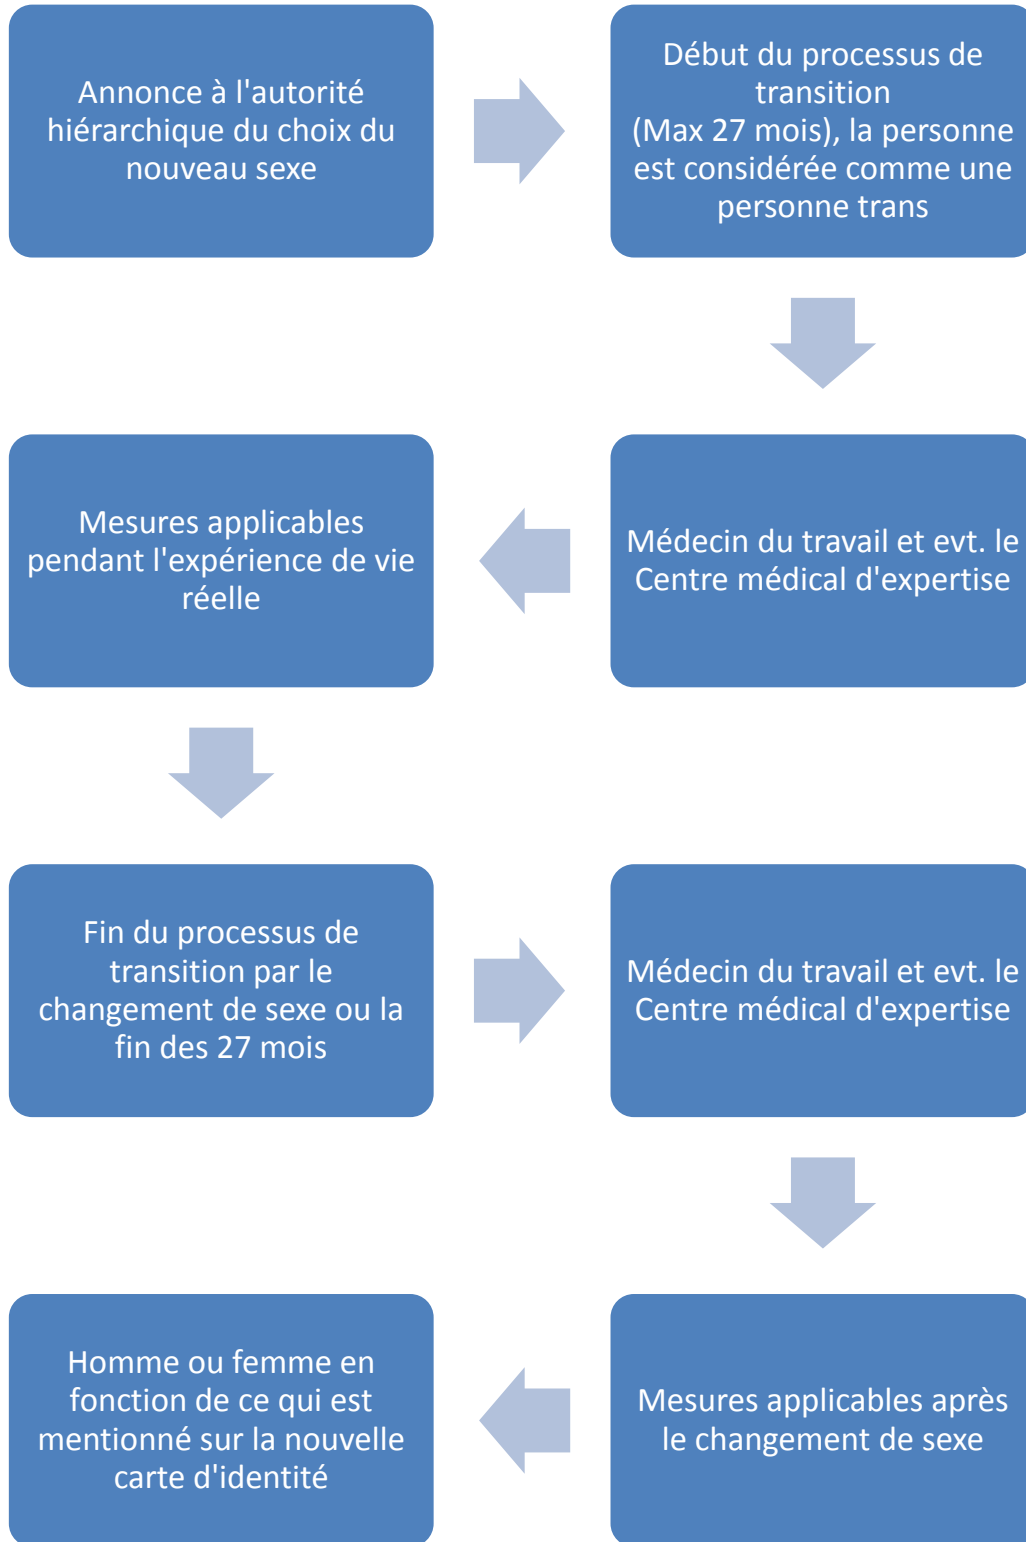 Annonce à l'autorité
hiérarchique du choix du
nouveau sexe
Début du processus de
transition
(Max 27 mois), la personne
est considérée comme une
personne trans
Médecin du travail et evt. le
Centre médical d'expertise
Mesures applicables
pendant l'expérience de vie
réelle
Fin du processus de
transition par le
changement de sexe ou la
fin des 27 mois
Médecin du travail et evt. le
Centre médical d'expertise
Mesures applicables après
le changement de sexe
Homme ou femme en
fonction de ce qui est
mentionné sur la nouvelle
carte d'identité